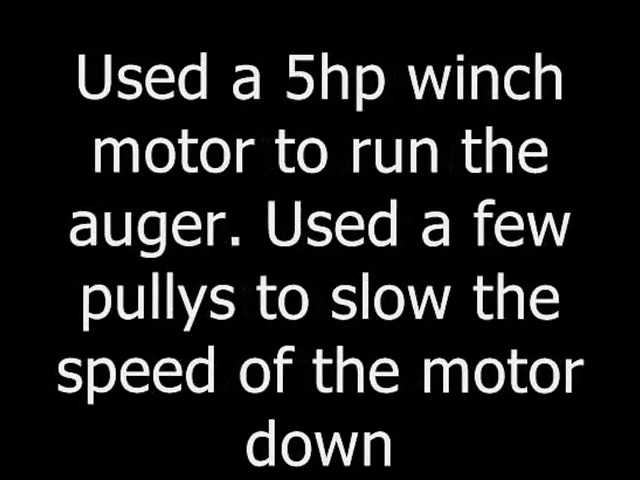 Used a 5hp winch
motor to run the
auger. Used a few
pullys to slow the
speed of the motor
down